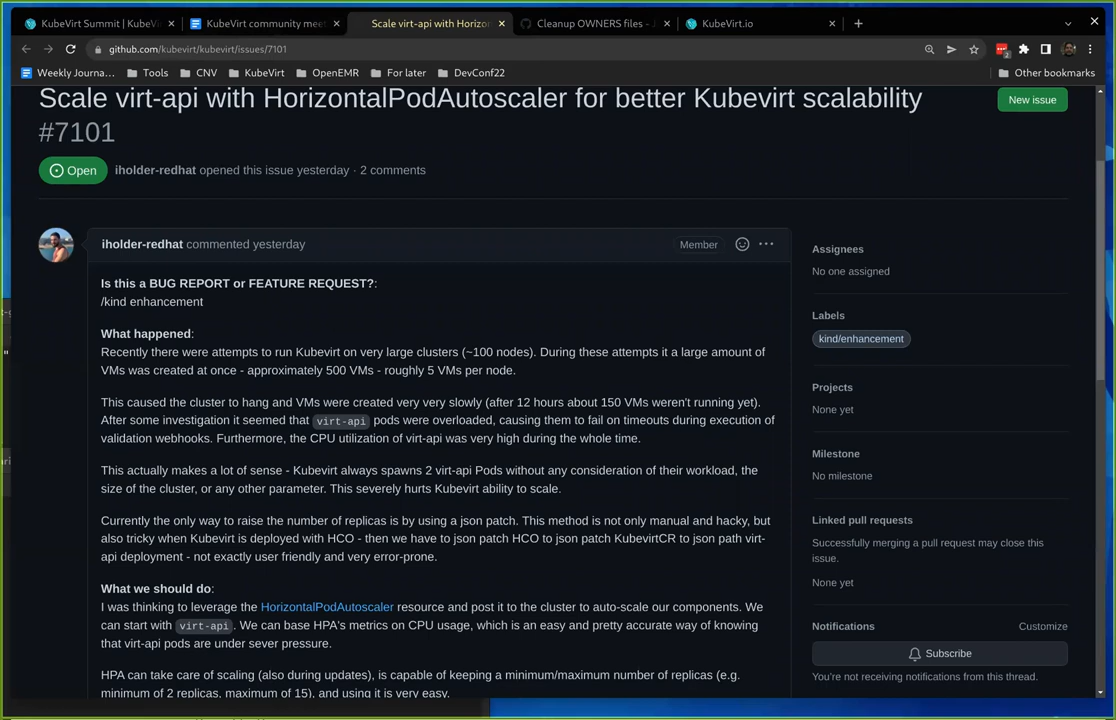 KubeVirt Summit | KubeVi
KubeVirt community mee
Scale virt-api with Horizo
Cleanup OWNERS files -
KubeVirt.io
github.com/kubevirt/kubevirt/issues/7101
Weekly Journa...
Tools
CNV
KubeVirt
OpenEMR
For later
DevConf22
Other bookmarks
Scale virt-api with HorizontalPodAutoscaler for better Kubevirt scalability
#7101
New issue
Open
iholder-redhat opened this issue yesterday · 2 comments
iholder-redhat commented yesterday
Member
Is this a BUG REPORT or FEATURE REQUEST?:
/kind enhancement
What happened:
Recently there were attempts to run Kubevirt on very large clusters (~100 nodes). During these attempts it a large amount of
VMs was created at once - approximately 500 VMs - roughly 5 VMs per node.
This caused the cluster to hang and VMs were created very very slowly (after 12 hours about 150 VMs weren't running yet).
After some investigation it seemed that virt-api pods were overloaded, causing them to fail on timeouts during execution of
validation webhooks. Furthermore, the CPU utilization of virt-api was very high during the whole time.
This actually makes a lot of sense - Kubevirt always spawns 2 virt-api Pods without any consideration of their workload, the
size of the cluster, or any other parameter. This severely hurts Kubevirt ability to scale.
Currently the only way to raise the number of replicas is by using a json patch. This method is not only manual and hacky, but
also tricky when Kubevirt is deployed with HCO - then we have to json patch HCO to json patch KubevirtCR to json path virt-
api deployment - not exactly user friendly and very error-prone.
What we should do:
I was thinking to leverage the HorizontalPodAutoscaler resource and post it to the cluster to auto-scale our components. We
can start with virt-api. We can base HPA's metrics on CPU usage, which is an easy and pretty accurate way of knowing
that virt-api pods are under sever pressure.
HPA can take care of scaling (also during updates), is capable of keeping a minimum/maximum number of replicas (e.g.
minimum of 2 replicas, maximum of 15), and using it is very easy.
Assignees
No one assigned
Labels
kind/enhancement
Projects
None yet
Milestone
No milestone
Linked pull requests
Successfully merging a pull request may close this
issue.
None yet
Notifications
Customize
Subscribe
You're not receiving notifications from this thread.